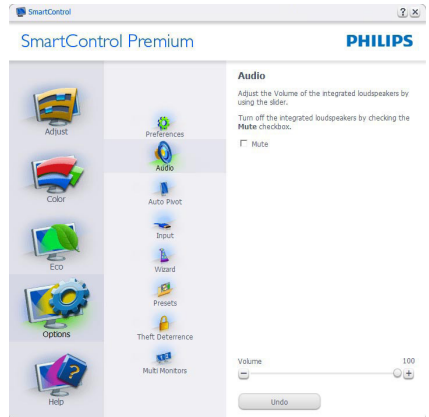 SmartControl
SmartControl Premium
PHILIPS
Adjust
Color
Eco
Options
Help
Preferences
Audio
Auto Pivot
Input
Wizard
Presets
Theft Deterrence
Multi Monitors
Audio
Adjust the Volume of the integrated loudspeakers by
using the slider.
Turn off the integrated loudspeakers by checking the
Mute checkbox.
Mute
Volume 100
Undo